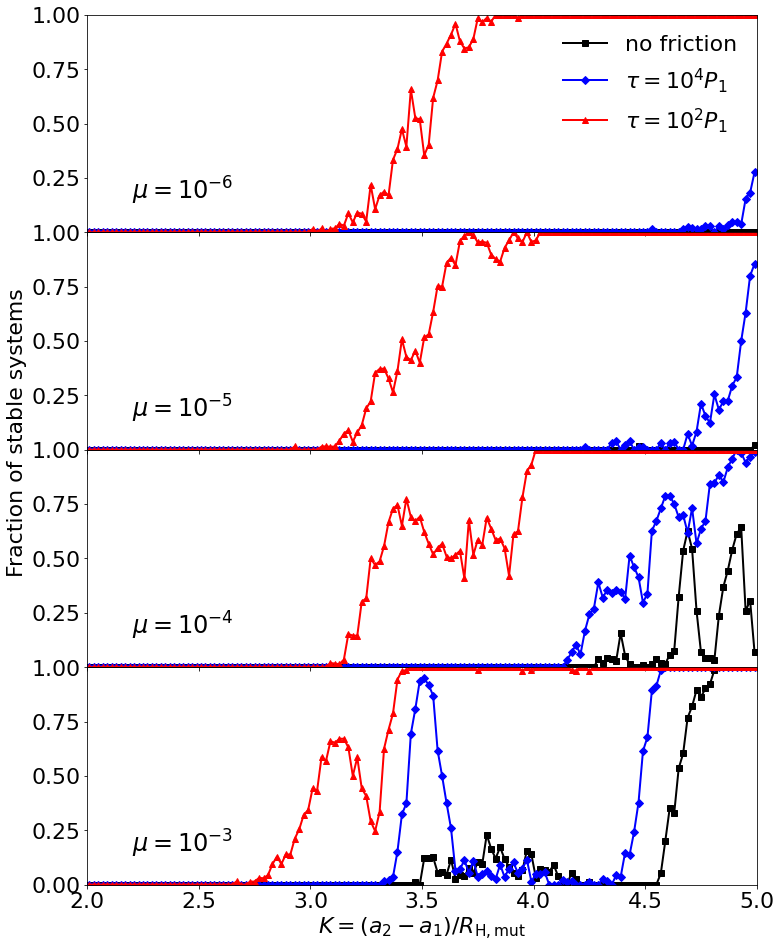 1.00
no friction
τ = 10⁴P₁
τ = 10²P₁
0.75
0.50
0.25
μ = 10⁻⁶
1.00
0.75
0.50
0.25
μ = 10⁻⁵
Fraction of stable systems
1.00
0.75
0.50
0.25
μ = 10⁻⁴
1.00
0.75
0.50
0.25
μ = 10⁻³
0.00
2.0 2.5 3.0 3.5 4.0 4.5 5.0
K = (a₂ − a₁)/R_H,mut